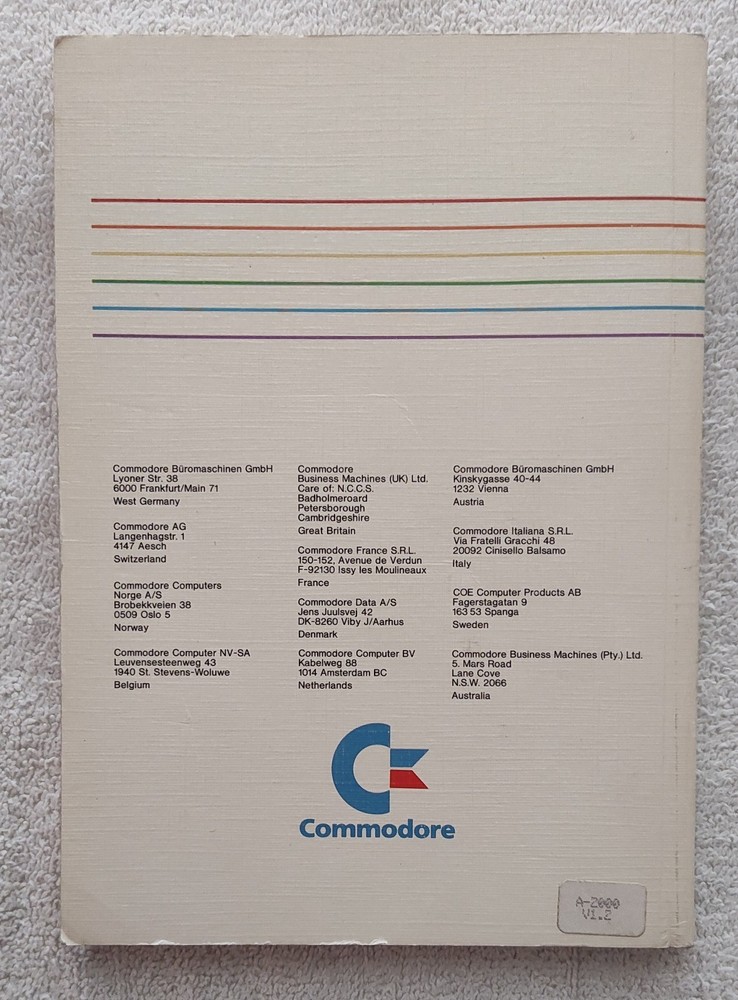 Commodore Büromaschinen GmbH
Lyoner Str. 38
6000 Frankfurt/Main 71
West Germany
Commodore AG
Langenhagstr. 1
4147 Aesch
Switzerland
Commodore Computers
Norge A/S
Brobekkveien 38
0509 Oslo 5
Norway
Commodore Computer NV-SA
Leuvensesteenweg 43
1940 St. Stevens-Woluwe
Belgium
Commodore
Business Machines (UK) Ltd.
Care of: N.C.C.S.
Badholmeroard
Petersborough
Cambridgeshire
Great Britain
Commodore France S.R.L.
150-152, Avenue de Verdun
F-92130 Issy les Moulineaux
France
Commodore Data A/S
Jens Juulsvej 42
DK-8260 Viby J/Aarhus
Denmark
Commodore Computer BV
Kabelweg 88
1014 Amsterdam BC
Netherlands
Commodore Büromaschinen GmbH
Kinskygasse 40-44
1232 Vienna
Austria
Commodore Italiana S.R.L.
Via Fratelli Gracchi 48
20092 Cinisello Balsamo
Italy
COE Computer Products AB
Fagerstagatan 9
163 53 Spanga
Sweden
Commodore Business Machines (Pty.) Ltd.
5. Mars Road
Lane Cove
N.S.W. 2066
Australia
Commodore
A-2000
V1.2